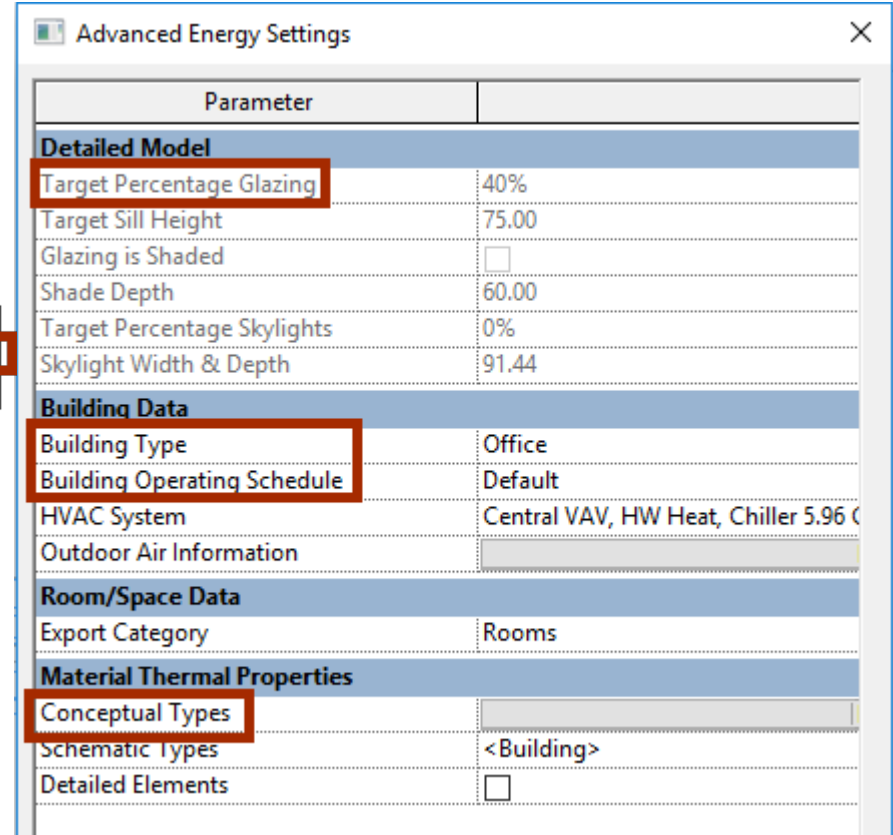 Advanced Energy Settings
Parameter
Detailed Model
Target Percentage Glazing 40%
Target Sill Height 75.00
Glazing is Shaded
Shade Depth 60.00
Target Percentage Skylights 0%
Skylight Width & Depth 91.44
Building Data
Building Type Office
Building Operating Schedule Default
HVAC System Central VAV, HW Heat, Chiller 5.96
Outdoor Air Information
Room/Space Data
Export Category Rooms
Material Thermal Properties
Conceptual Types
Schematic Types <Building>
Detailed Elements